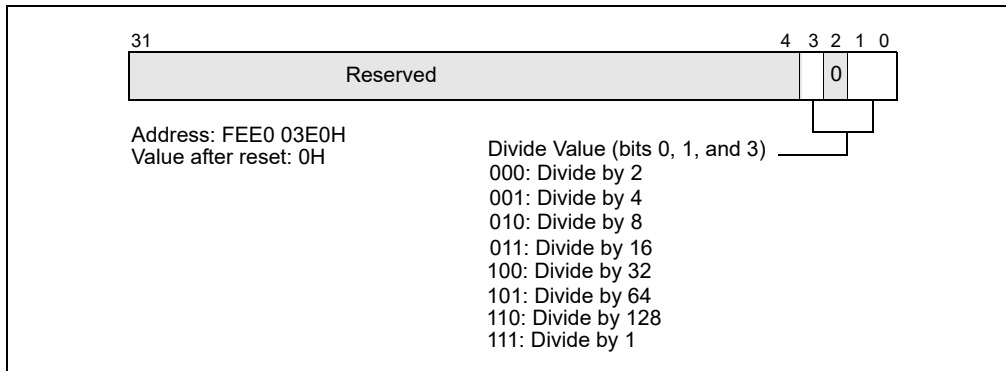 31 4 3 2 1 0
Reserved 0
Address: FEE0 03E0H
Value after reset: 0H
Divide Value (bits 0, 1, and 3)
000: Divide by 2
001: Divide by 4
010: Divide by 8
011: Divide by 16
100: Divide by 32
101: Divide by 64
110: Divide by 128
111: Divide by 1